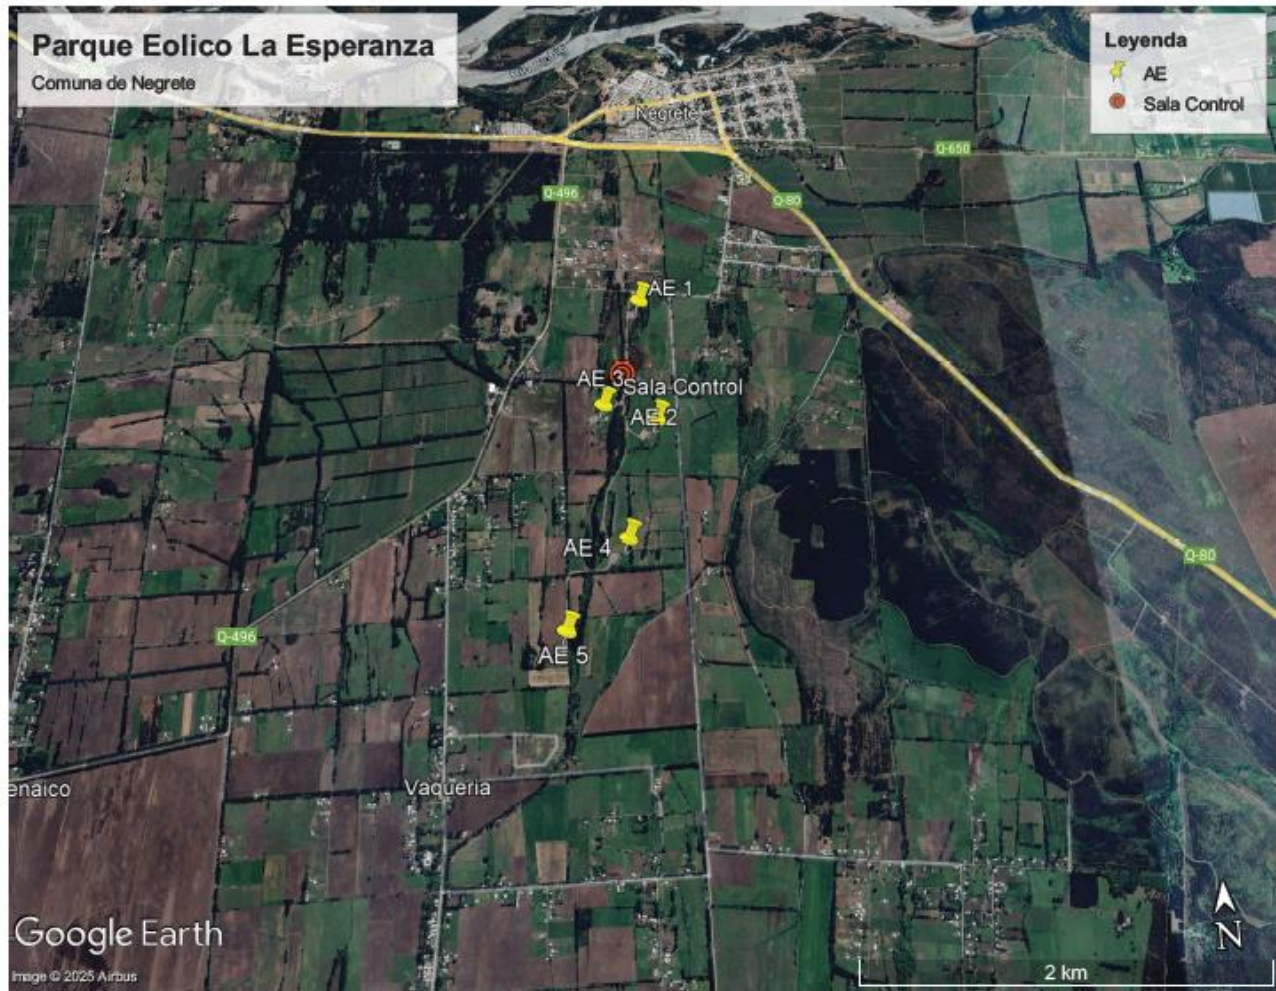 Parque Eolico La Esperanza
Comuna de Negrete
Leyenda
AE
Sala Control
Negrete
Q-650
Q-496
Q-80
AE 1
AE 3
Sala Control
AE 2
AE 4
Q-80
Q-496
AE 5
enaico
Vaqueria
Google Earth
Image © 2025 Airbus
N
2 km